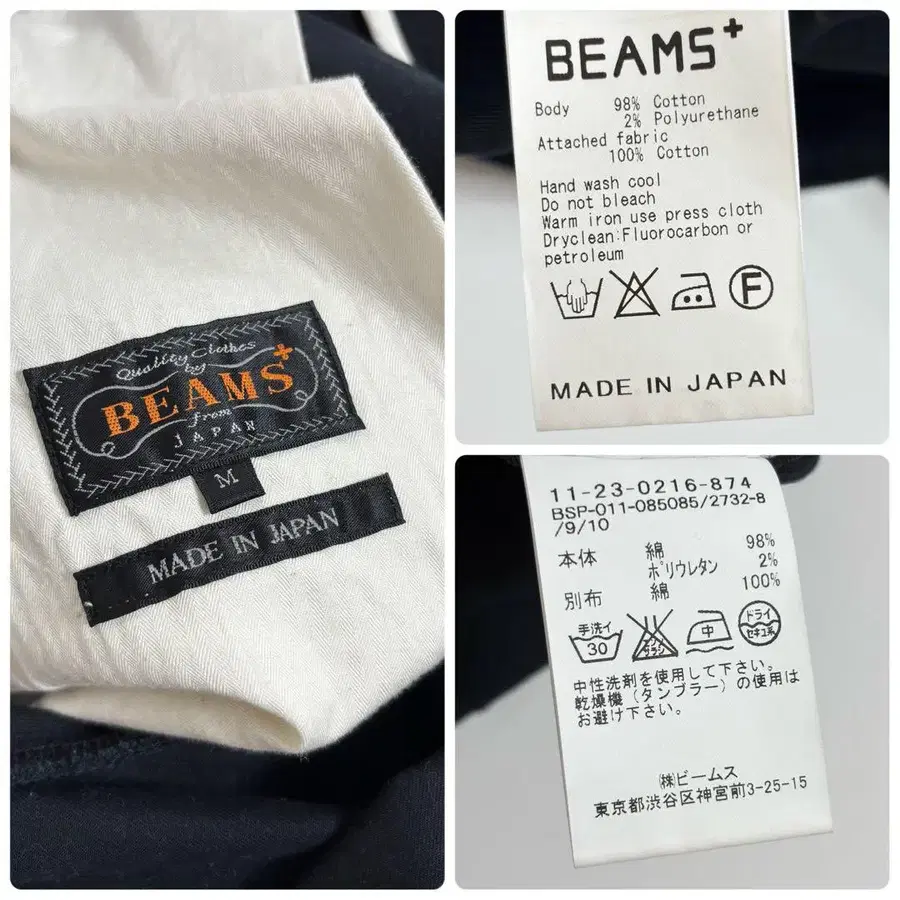 Quality Clothes
by
BEAMS+
from
JAPAN
M
MADE IN JAPAN
BEAMS+
Body 98% Cotton
2% Polyurethane
Attached fabric
100% Cotton
Hand wash cool
Do not bleach
Warm iron use press cloth
Dryclean:Fluorocarbon or
petroleum
F
MADE IN JAPAN
11-23-0216-874
BSP-011-085085/2732-8
/9/10
本体 綿 98%
ポリウレタン 2%
別布 綿 100%
手洗イ
30
エンソ
サラシ
中
ドライ
セキユ系
中性洗剤を使用して下さい。
乾燥機(タンブラー)の使用は
お避け下さい。
㈱ビームス
東京都渋谷区神宮前3-25-15